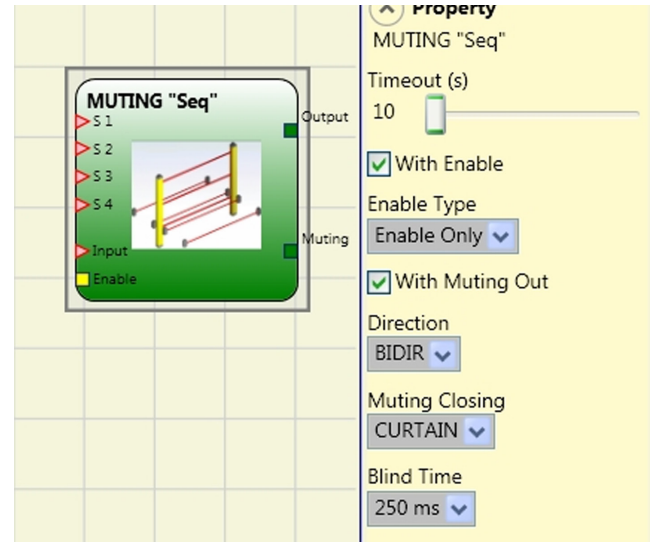 MUTING "Seq"
S 1
S 2
S 3
S 4
Input
Enable
Output
Muting
Property
MUTING "Seq"
Timeout (s)
10
With Enable
Enable Type
Enable Only
With Muting Out
Direction
BIDIR
Muting Closing
CURTAIN
Blind Time
250 ms